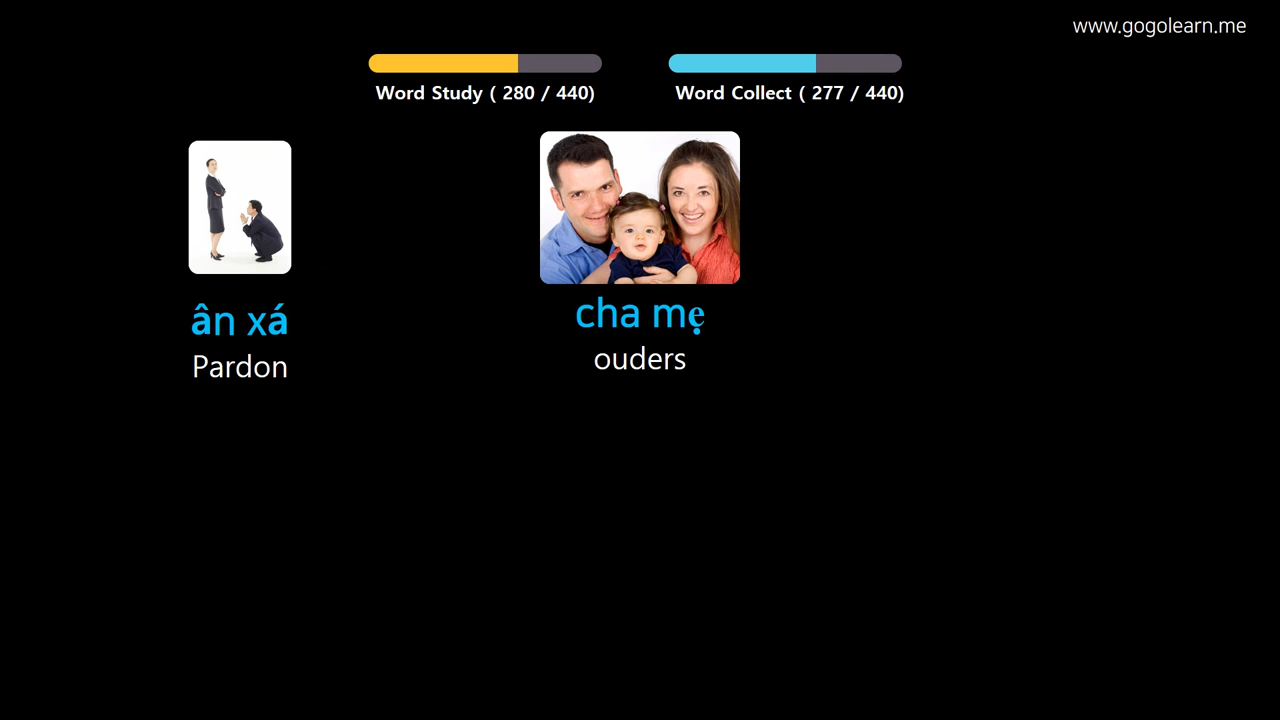 www.gogolearn.me
Word Study ( 280 / 440)
Word Collect ( 277 / 440)
ân xá
Pardon
cha mẹ
ouders